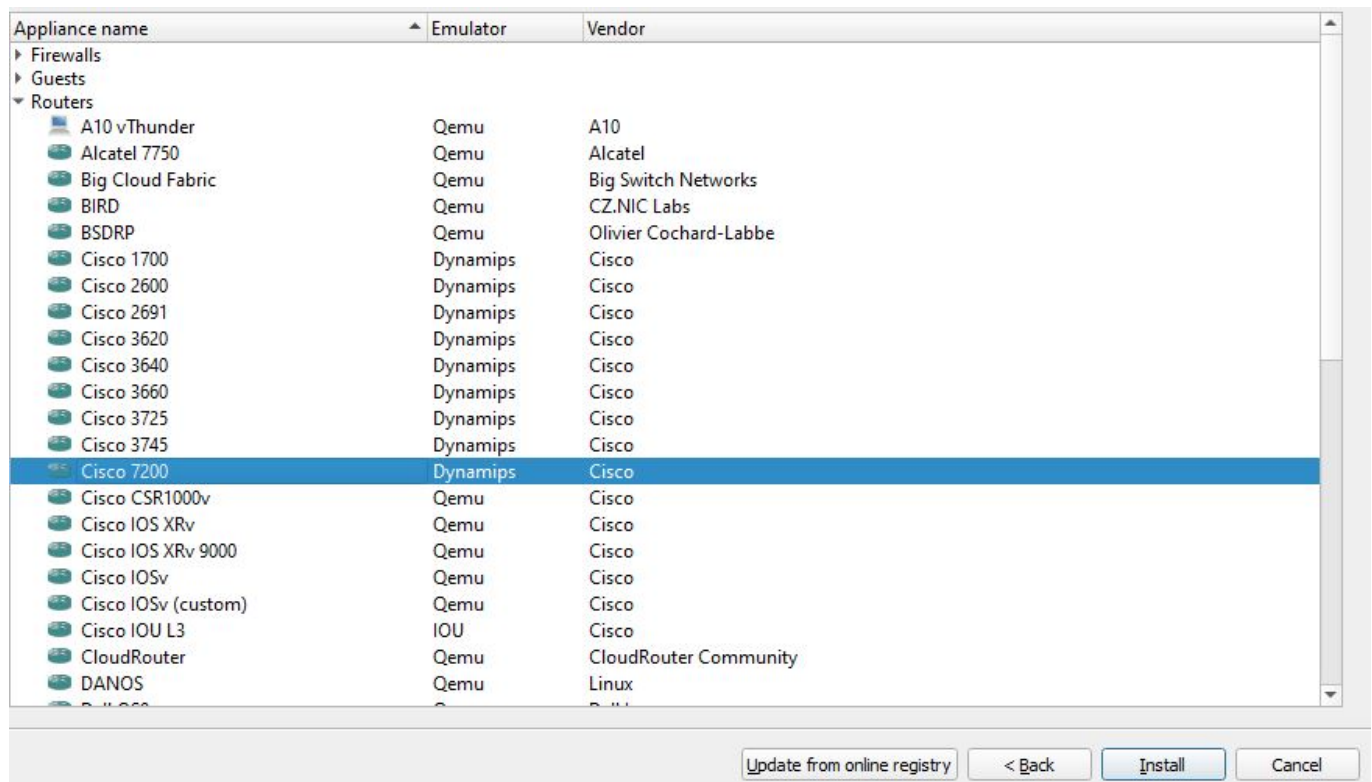 Appliance name Emulator Vendor
Firewalls
Guests
Routers
A10 vThunder Qemu A10
Alcatel 7750 Qemu Alcatel
Big Cloud Fabric Qemu Big Switch Networks
BIRD Qemu CZ.NIC Labs
BSDRP Qemu Olivier Cochard-Labbe
Cisco 1700 Dynamips Cisco
Cisco 2600 Dynamips Cisco
Cisco 2691 Dynamips Cisco
Cisco 3620 Dynamips Cisco
Cisco 3640 Dynamips Cisco
Cisco 3660 Dynamips Cisco
Cisco 3725 Dynamips Cisco
Cisco 3745 Dynamips Cisco
Cisco 7200 Dynamips Cisco
Cisco CSR1000v Qemu Cisco
Cisco IOS XRv Qemu Cisco
Cisco IOS XRv 9000 Qemu Cisco
Cisco IOSv Qemu Cisco
Cisco IOSv (custom) Qemu Cisco
Cisco IOU L3 IOU Cisco
CloudRouter Qemu CloudRouter Community
DANOS Qemu Linux
Update from online registry < Back Install Cancel